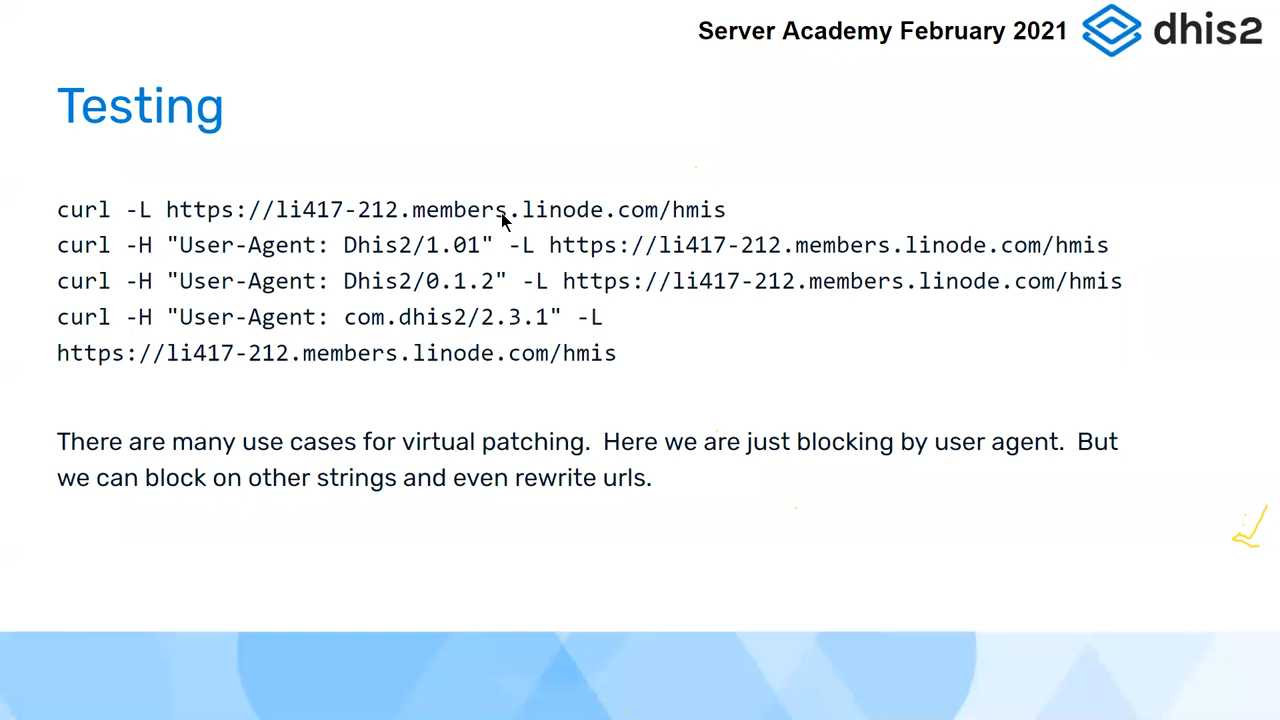 Server Academy February 2021 dhis2
Testing
curl -L https://li417-212.members.linode.com/hmis
curl -H "User-Agent: Dhis2/1.01" -L https://li417-212.members.linode.com/hmis
curl -H "User-Agent: Dhis2/0.1.2" -L https://li417-212.members.linode.com/hmis
curl -H "User-Agent: com.dhis2/2.3.1" -L
https://li417-212.members.linode.com/hmis
There are many use cases for virtual patching.  Here we are just blocking by user agent.  But
we can block on other strings and even rewrite urls.